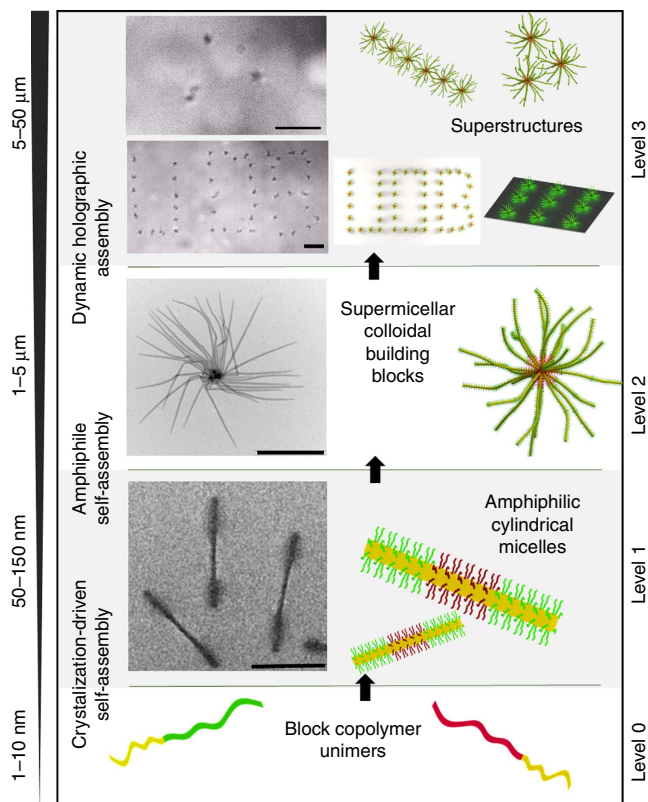 5–50 μm
Dynamic holographic
assembly
Superstructures
Level 3
1–5 μm
Amphiphile
self-assembly
Supermicellar
colloidal
building
blocks
Level 2
50–150 nm
Crystalization-driven
self-assembly
Amphiphilic
cylindrical
micelles
Level 1
1–10 nm
Block copolymer
unimers
Level 0